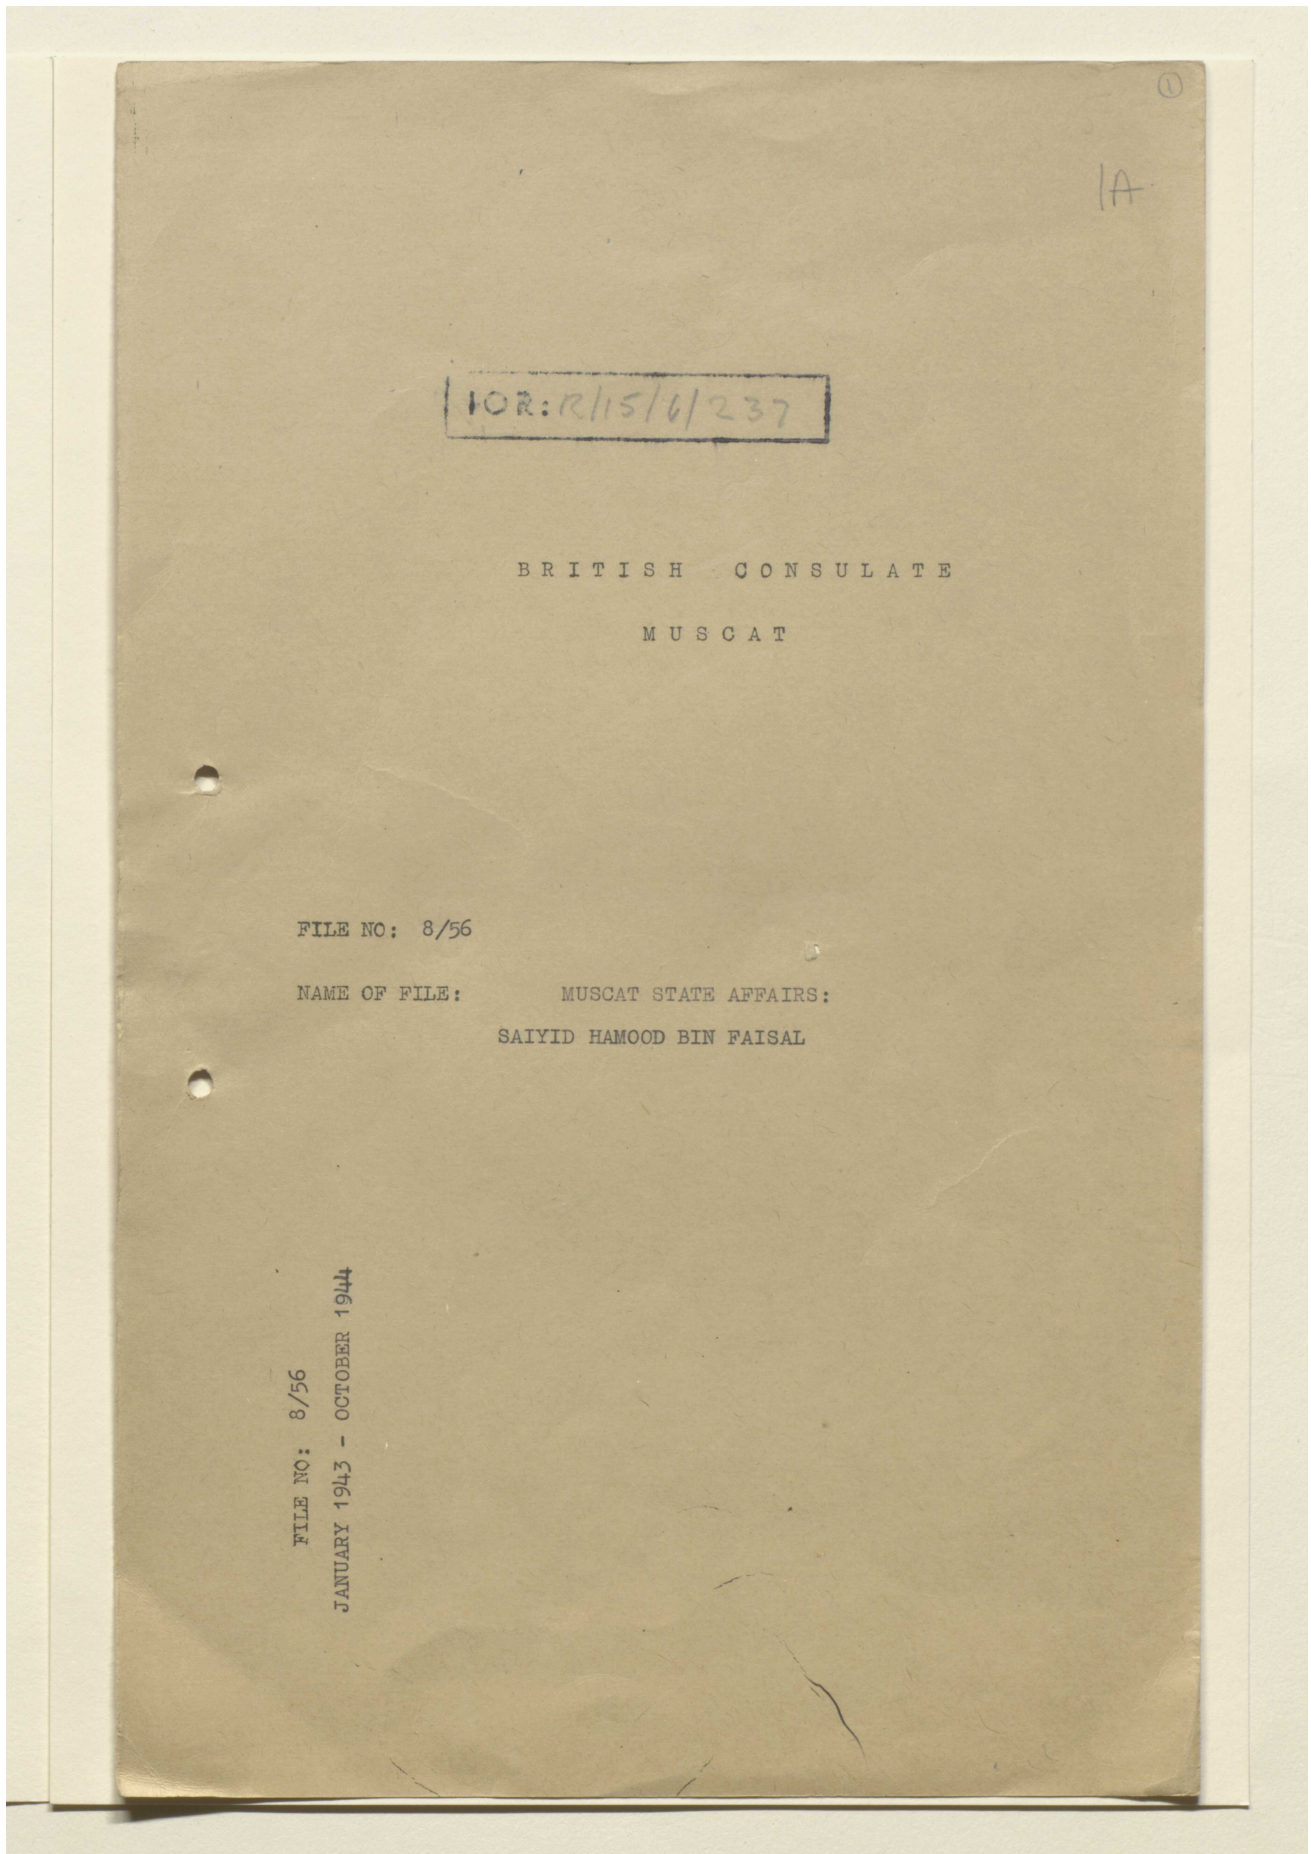 1
1A
IOR: R/15/6/237
BRITISH CONSULATE
MUSCAT
FILE NO: 8/56
NAME OF FILE: MUSCAT STATE AFFAIRS:
SAIYID HAMOOD BIN FAISAL
FILE NO: 8/56
JANUARY 1943 - OCTOBER 1944